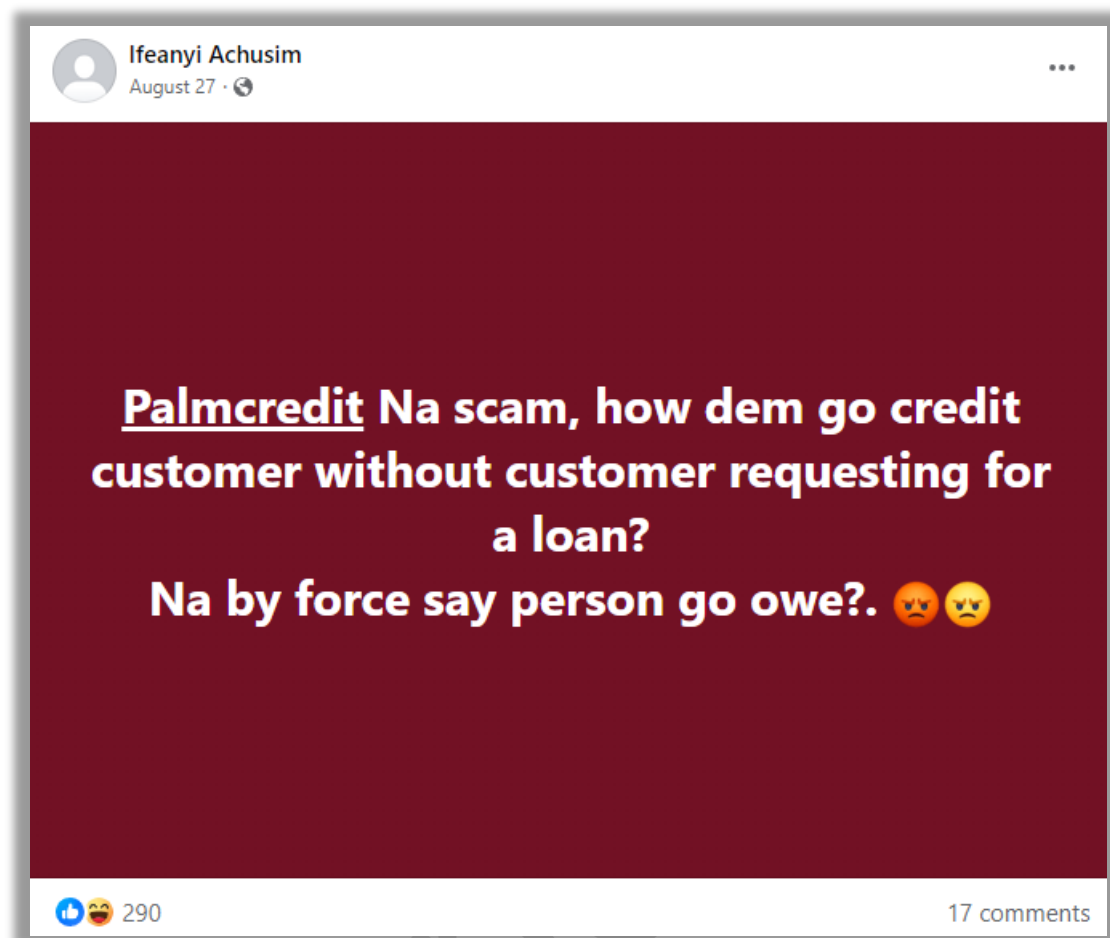 Ifeanyi Achusim
August 27 ·
Palmcredit Na scam, how dem go credit
customer without customer requesting for
a loan?
Na by force say person go owe?. 😡😠
290
17 comments